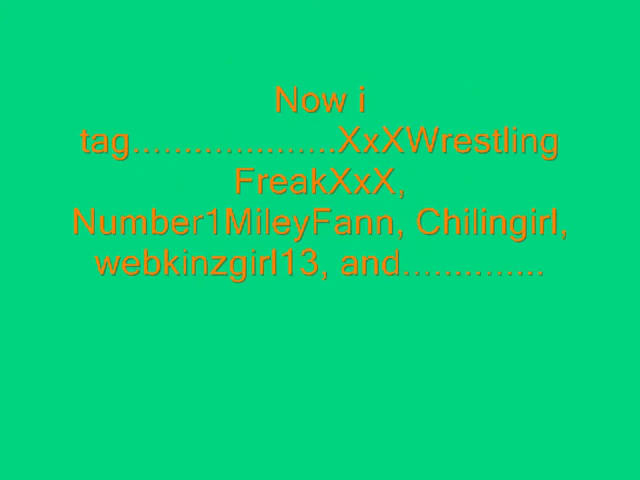 Now i
tag....................XxXWrestling
FreakXxX,
Number1MileyFann, Chilingirl,
webkinzgirl13, and..............